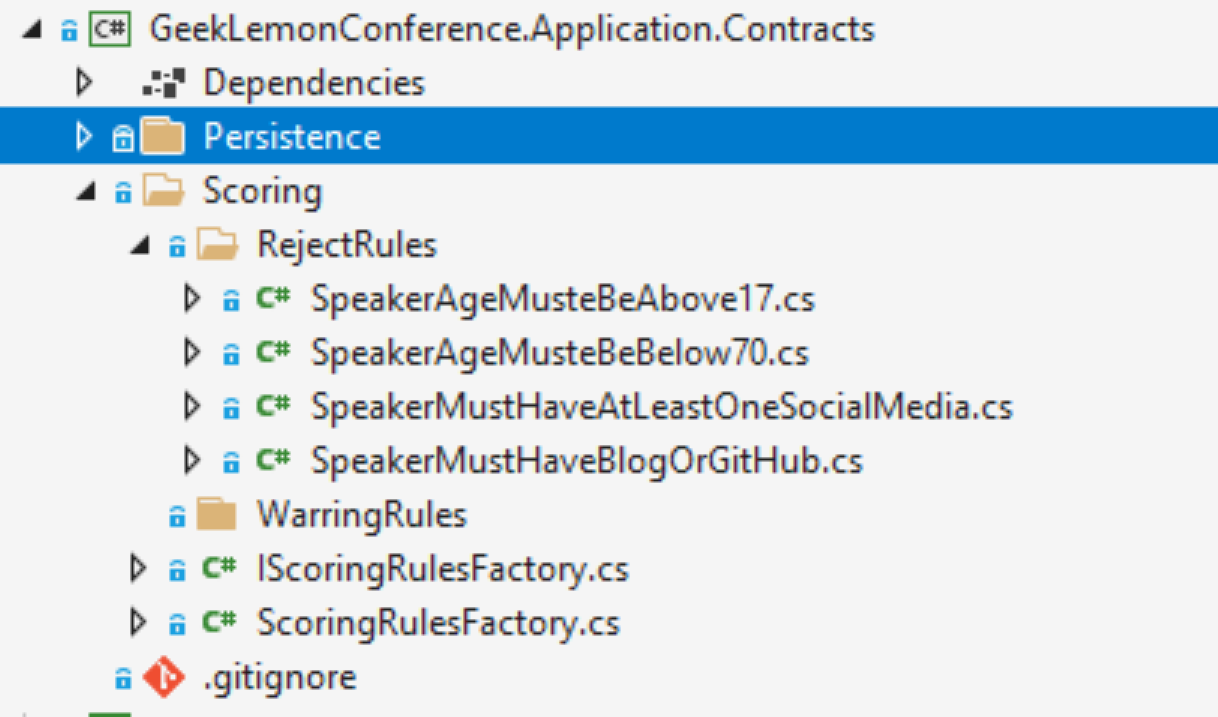 C# GeekLemonConference.Application.Contracts
Dependencies
Persistence
Scoring
RejectRules
C# SpeakerAgeMusteBeAbove17.cs
C# SpeakerAgeMusteBeBelow70.cs
C# SpeakerMustHaveAtLeastOneSocialMedia.cs
C# SpeakerMustHaveBlogOrGitHub.cs
WarringRules
C# IScoringRulesFactory.cs
C# ScoringRulesFactory.cs
.gitignore